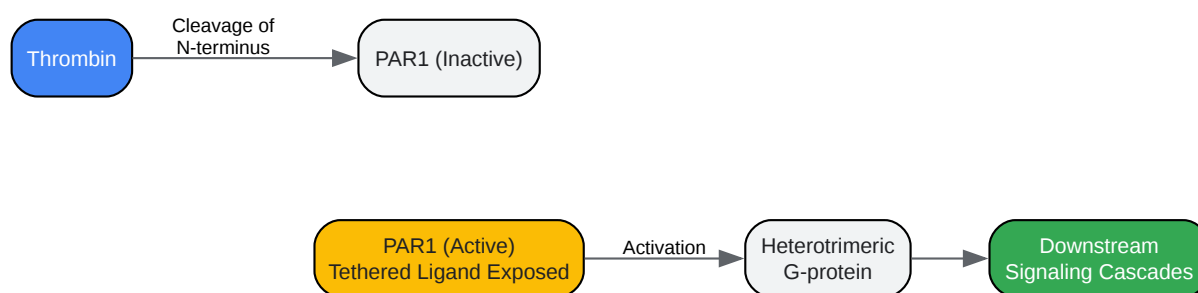 Thrombin
Cleavage of
N-terminus
PAR1 (Inactive)
PAR1 (Active)
Tethered Ligand Exposed
Activation
Heterotrimeric
G-protein
Downstream
Signaling Cascades